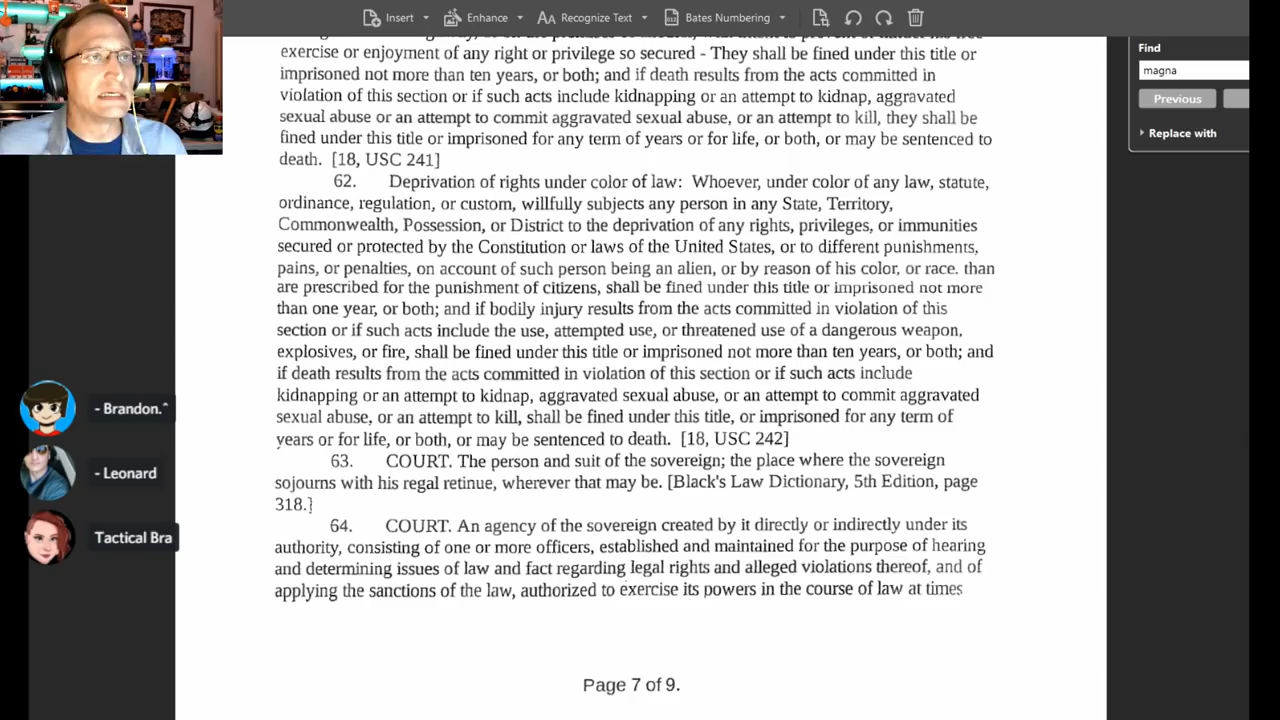 Insert
Enhance
Recognize Text
Bates Numbering
Find
magna
Previous
Replace with
exercise or enjoyment of any right or privilege so secured - They shall be fined under this title or
imprisoned not more than ten years, or both; and if death results from the acts committed in
violation of this section or if such acts include kidnapping or an attempt to kidnap, aggravated
sexual abuse or an attempt to commit aggravated sexual abuse, or an attempt to kill, they shall be
fined under this title or imprisoned for any term of years or for life, or both, or may be sentenced to
death. [18, USC 241]
62. Deprivation of rights under color of law: Whoever, under color of any law, statute,
ordinance, regulation, or custom, willfully subjects any person in any State, Territory,
Commonwealth, Possession, or District to the deprivation of any rights, privileges, or immunities
secured or protected by the Constitution or laws of the United States, or to different punishments,
pains, or penalties, on account of such person being an alien, or by reason of his color, or race. than
are prescribed for the punishment of citizens, shall be fined under this title or imprisoned not more
than one year, or both; and if bodily injury results from the acts committed in violation of this
section or if such acts include the use, attempted use, or threatened use of a dangerous weapon,
explosives, or fire, shall be fined under this title or imprisoned not more than ten years, or both; and
if death results from the acts committed in violation of this section or if such acts include
kidnapping or an attempt to kidnap, aggravated sexual abuse, or an attempt to commit aggravated
sexual abuse, or an attempt to kill, shall be fined under this title, or imprisoned for any term of
years or for life, or both, or may be sentenced to death. [18, USC 242]
63. COURT. The person and suit of the sovereign; the place where the sovereign
sojourns with his regal retinue, wherever that may be. [Black's Law Dictionary, 5th Edition, page
318.]
64. COURT. An agency of the sovereign created by it directly or indirectly under its
authority, consisting of one or more officers, established and maintained for the purpose of hearing
and determining issues of law and fact regarding legal rights and alleged violations thereof, and of
applying the sanctions of the law, authorized to exercise its powers in the course of law at times
Page 7 of 9.
- Brandon.^
- Leonard
Tactical Bra